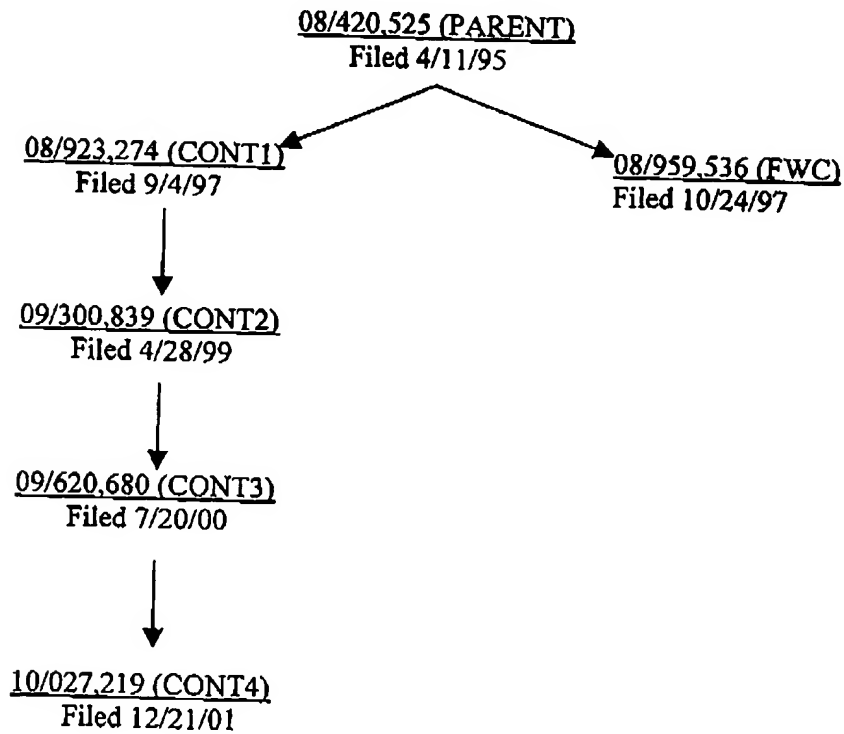 08/420,525 (PARENT)
Filed 4/11/95
08/923,274 (CONT1)
Filed 9/4/97
08/959,536 (FWC)
Filed 10/24/97
09/300,839 (CONT2)
Filed 4/28/99
09/620,680 (CONT3)
Filed 7/20/00
10/027,219 (CONT4)
Filed 12/21/01